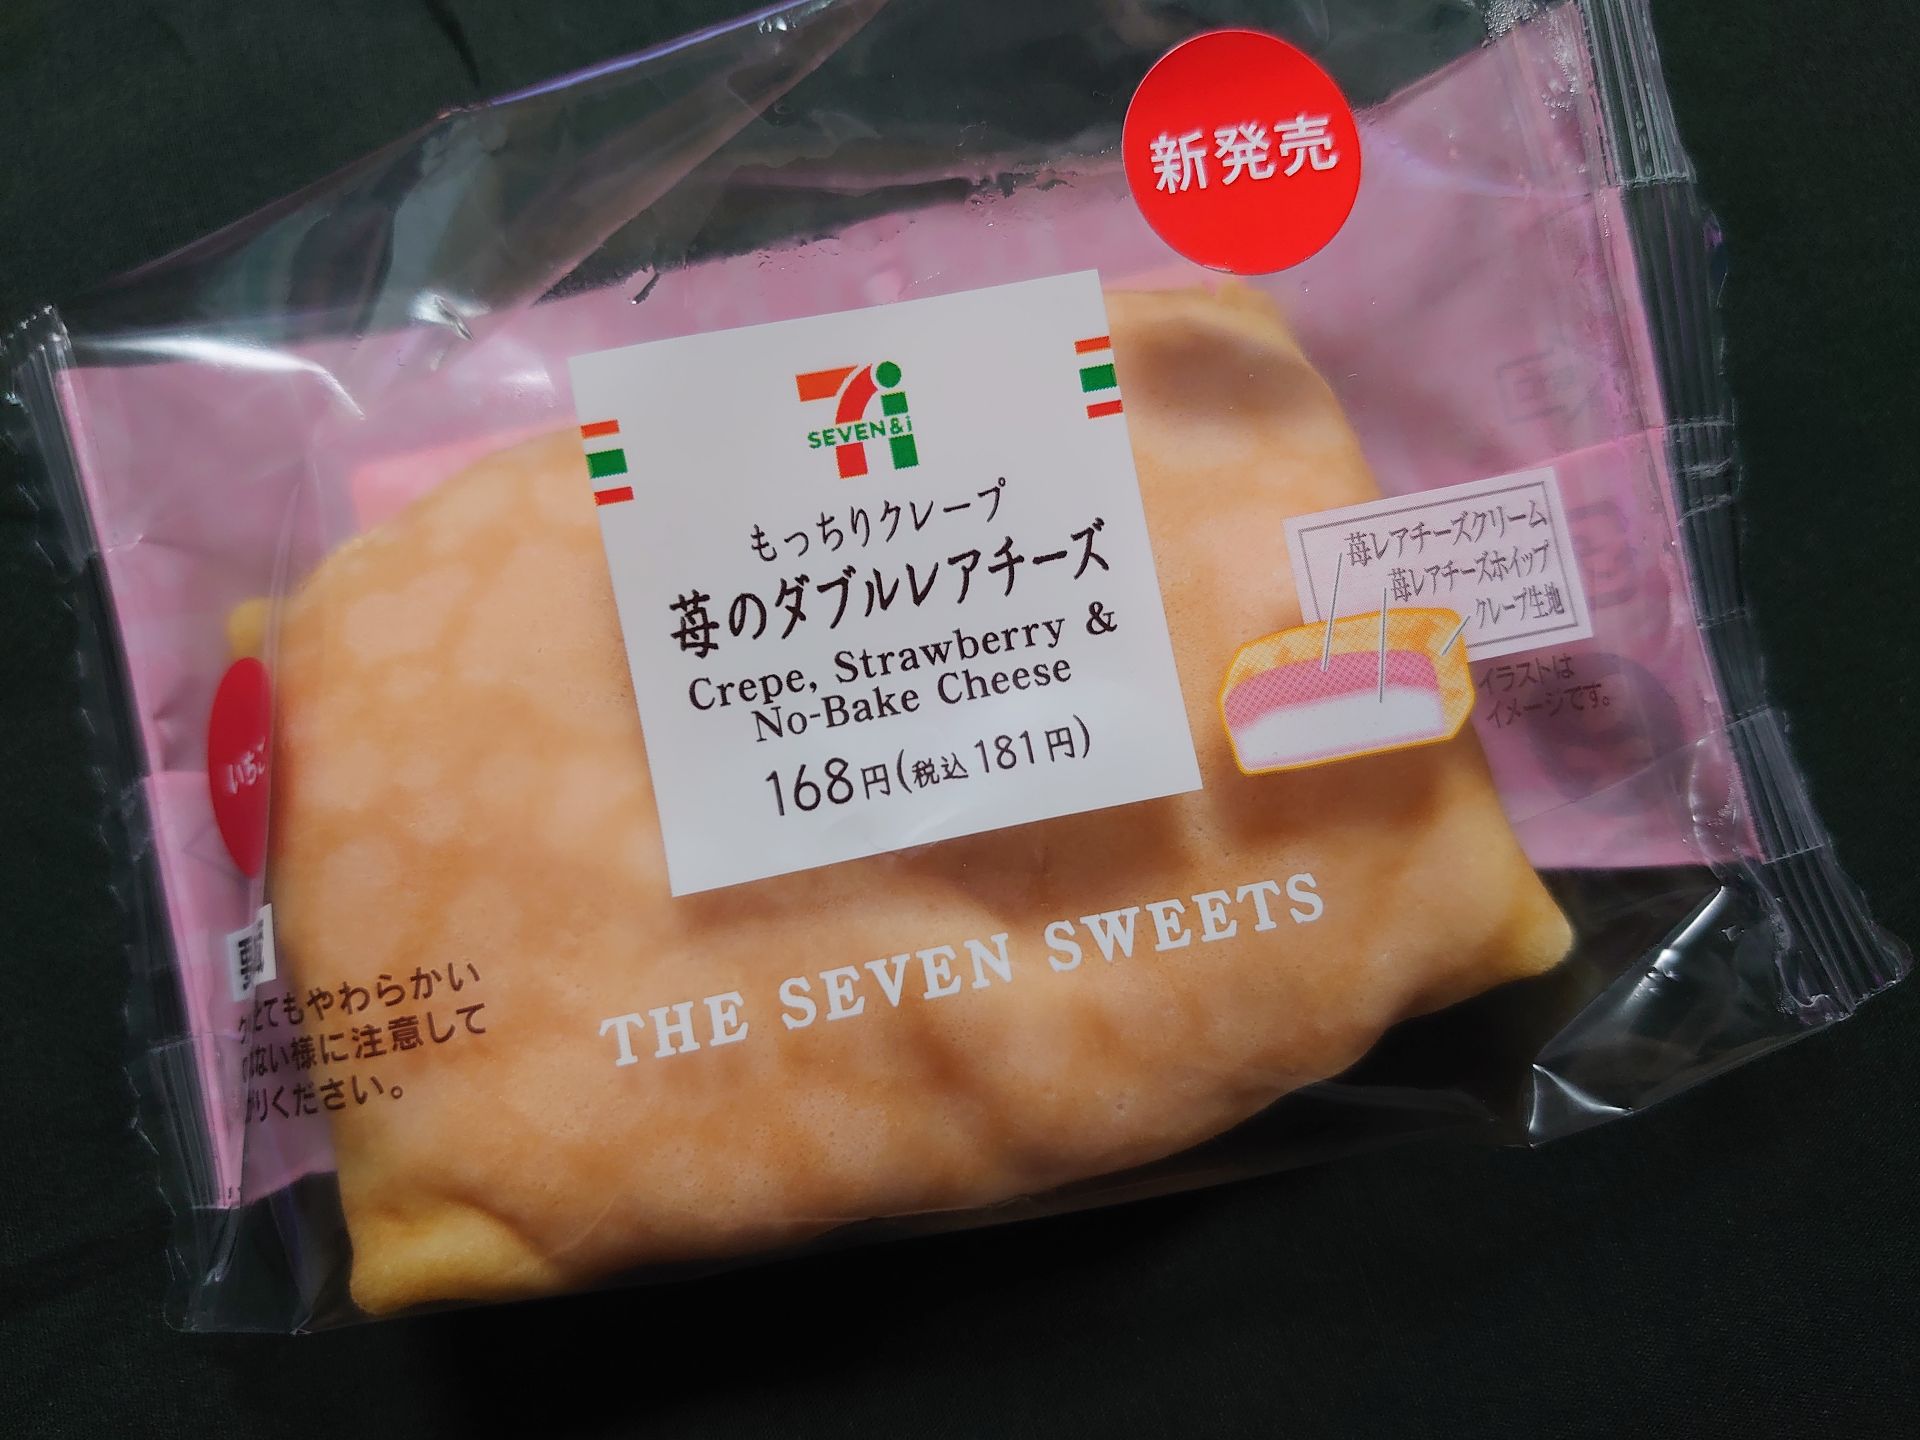 新発売
SEVEN&i
もっちりクレープ
苺のダブルレアチーズ
Crepe, Strawberry &
No-Bake Cheese
168円(税込181円)
苺レアチーズクリーム
苺レアチーズホイップ
クレープ生地
イラストは
イメージです。
いちご
THE SEVEN SWEETS
とてもやわらかい
ない様に注意して
ください。